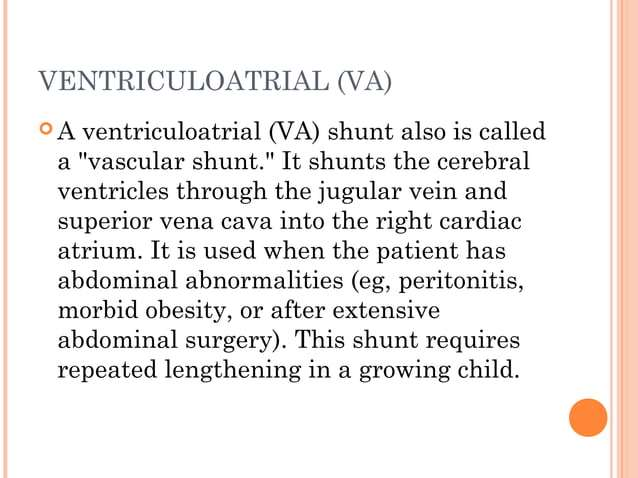 VENTRICULOATRIAL (VA)
A ventriculoatrial (VA) shunt also is called
a "vascular shunt." It shunts the cerebral
ventricles through the jugular vein and
superior vena cava into the right cardiac
atrium. It is used when the patient has
abdominal abnormalities (eg, peritonitis,
morbid obesity, or after extensive
abdominal surgery). This shunt requires
repeated lengthening in a growing child.